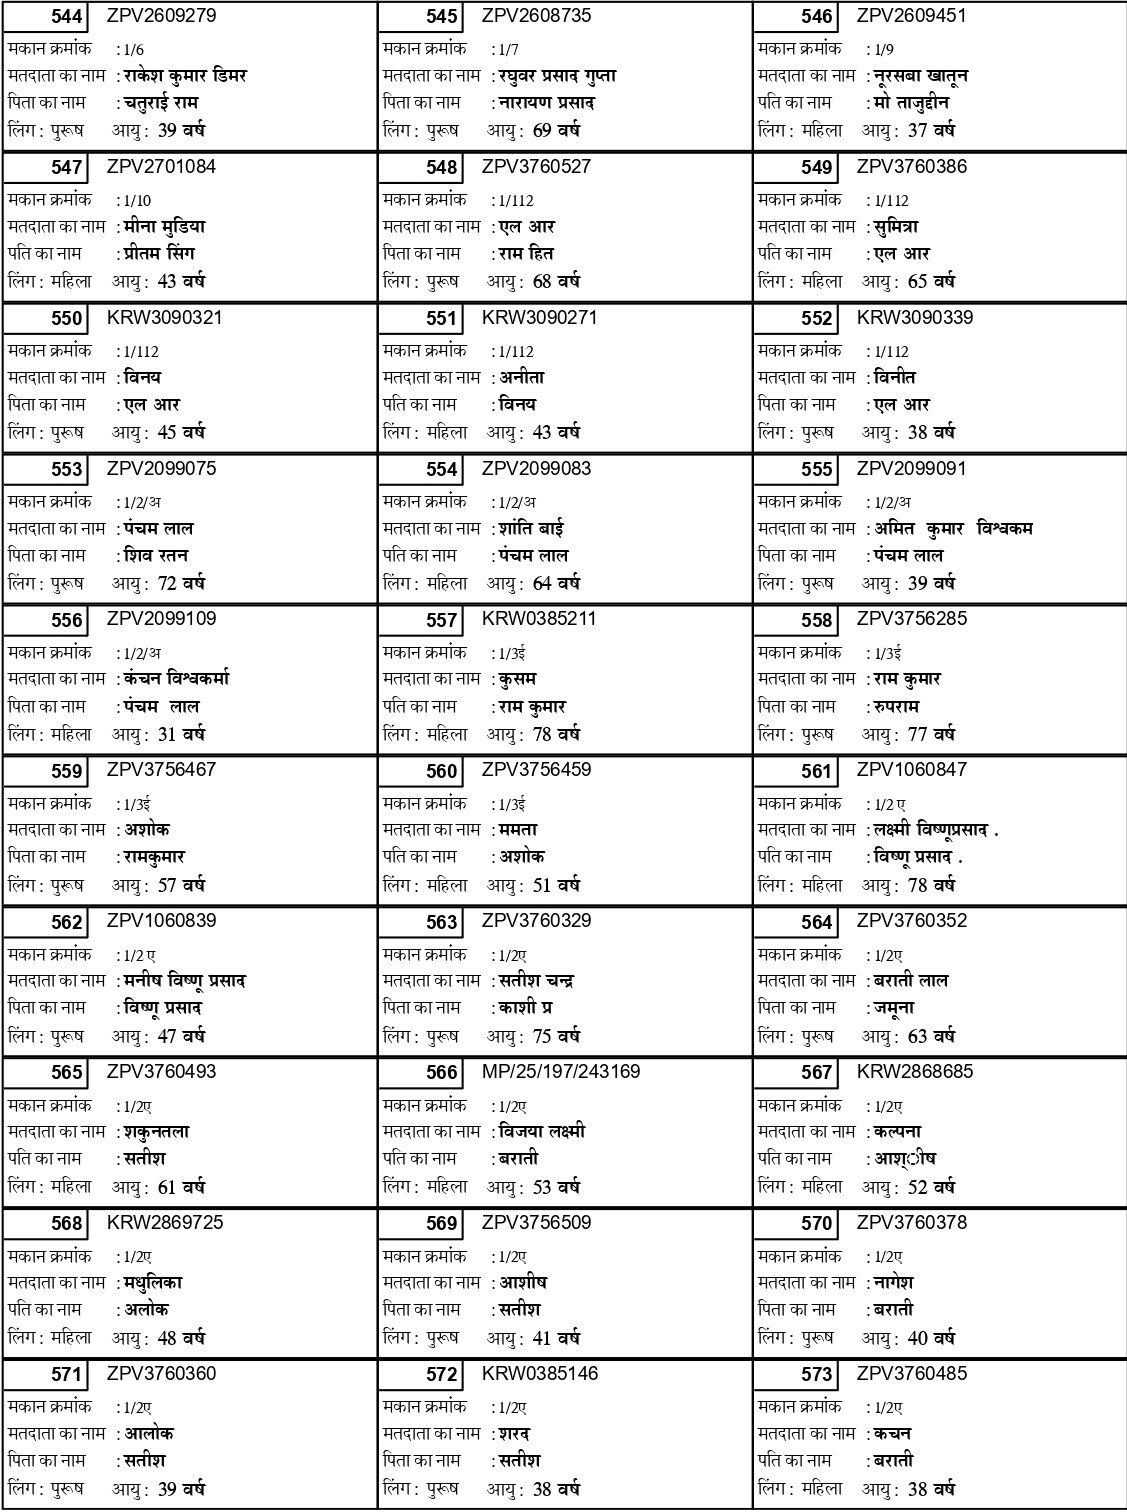 544 ZPV2609279
मकान क्रमांक : 1/6
मतदाता का नाम : राकेश कुमार डिमर
पिता का नाम : चतुराई राम
लिंग : पुरूष आयु : 39 वर्ष
545 ZPV2608735
मकान क्रमांक : 1/7
मतदाता का नाम : रघुवर प्रसाद गुप्ता
पिता का नाम : नारायण प्रसाद
लिंग : पुरूष आयु : 69 वर्ष
546 ZPV2609451
मकान क्रमांक : 1/9
मतदाता का नाम : नूरसबा खातून
पति का नाम : मो ताजुद्दीन
लिंग : महिला आयु : 37 वर्ष
547 ZPV2701084
मकान क्रमांक : 1/10
मतदाता का नाम : मीना मुडिया
पति का नाम : प्रीतम सिंग
लिंग : महिला आयु : 43 वर्ष
548 ZPV3760527
मकान क्रमांक : 1/112
मतदाता का नाम : एल आर
पिता का नाम : राम हित
लिंग : पुरूष आयु : 68 वर्ष
549 ZPV3760386
मकान क्रमांक : 1/112
मतदाता का नाम : सुमित्रा
पति का नाम : एल आर
लिंग : महिला आयु : 65 वर्ष
550 KRW3090321
मकान क्रमांक : 1/112
मतदाता का नाम : विनय
पिता का नाम : एल आर
लिंग : पुरूष आयु : 45 वर्ष
551 KRW3090271
मकान क्रमांक : 1/112
मतदाता का नाम : अनीता
पति का नाम : विनय
लिंग : महिला आयु : 43 वर्ष
552 KRW3090339
मकान क्रमांक : 1/112
मतदाता का नाम : विनीत
पिता का नाम : एल आर
लिंग : पुरूष आयु : 38 वर्ष
553 ZPV2099075
मकान क्रमांक : 1/2/अ
मतदाता का नाम : पंचम लाल
पिता का नाम : शिव रतन
लिंग : पुरूष आयु : 72 वर्ष
554 ZPV2099083
मकान क्रमांक : 1/2/अ
मतदाता का नाम : शांति बाई
पति का नाम : पंचम लाल
लिंग : महिला आयु : 64 वर्ष
555 ZPV2099091
मकान क्रमांक : 1/2/अ
मतदाता का नाम : अमित कुमार विश्वकम
पिता का नाम : पंचम लाल
लिंग : पुरूष आयु : 39 वर्ष
556 ZPV2099109
मकान क्रमांक : 1/2/अ
मतदाता का नाम : कंचन विश्वकर्मा
पिता का नाम : पंचम लाल
लिंग : महिला आयु : 31 वर्ष
557 KRW0385211
मकान क्रमांक : 1/3ई
मतदाता का नाम : कुसम
पति का नाम : राम कुमार
लिंग : महिला आयु : 78 वर्ष
558 ZPV3756285
मकान क्रमांक : 1/3ई
मतदाता का नाम : राम कुमार
पिता का नाम : रुपराम
लिंग : पुरूष आयु : 77 वर्ष
559 ZPV3756467
मकान क्रमांक : 1/3ई
मतदाता का नाम : अशोक
पिता का नाम : रामकुमार
लिंग : पुरूष आयु : 57 वर्ष
560 ZPV3756459
मकान क्रमांक : 1/3ई
मतदाता का नाम : ममता
पति का नाम : अशोक
लिंग : महिला आयु : 51 वर्ष
561 ZPV1060847
मकान क्रमांक : 1/2 ए
मतदाता का नाम : लक्ष्मी विष्णूप्रसाद .
पति का नाम : विष्णू प्रसाद .
लिंग : महिला आयु : 78 वर्ष
562 ZPV1060839
मकान क्रमांक : 1/2 ए
मतदाता का नाम : मनीष विष्णू प्रसाद
पिता का नाम : विष्णू प्रसाद
लिंग : पुरूष आयु : 47 वर्ष
563 ZPV3760329
मकान क्रमांक : 1/2ए
मतदाता का नाम : सतीश चन्द्र
पिता का नाम : काशी प्र
लिंग : पुरूष आयु : 75 वर्ष
564 ZPV3760352
मकान क्रमांक : 1/2ए
मतदाता का नाम : बराती लाल
पिता का नाम : जमूना
लिंग : पुरूष आयु : 63 वर्ष
565 ZPV3760493
मकान क्रमांक : 1/2ए
मतदाता का नाम : शकुनतला
पति का नाम : सतीश
लिंग : महिला आयु : 61 वर्ष
566 MP/25/197/243169
मकान क्रमांक : 1/2ए
मतदाता का नाम : विजया लक्ष्मी
पति का नाम : बराती
लिंग : महिला आयु : 53 वर्ष
567 KRW2868685
मकान क्रमांक : 1/2ए
मतदाता का नाम : कल्पना
पति का नाम : आश्ीष
लिंग : महिला आयु : 52 वर्ष
568 KRW2869725
मकान क्रमांक : 1/2ए
मतदाता का नाम : मधुलिका
पति का नाम : अलोक
लिंग : महिला आयु : 48 वर्ष
569 ZPV3756509
मकान क्रमांक : 1/2ए
मतदाता का नाम : आशीष
पिता का नाम : सतीश
लिंग : पुरूष आयु : 41 वर्ष
570 ZPV3760378
मकान क्रमांक : 1/2ए
मतदाता का नाम : नागेश
पिता का नाम : बराती
लिंग : पुरूष आयु : 40 वर्ष
571 ZPV3760360
मकान क्रमांक : 1/2ए
मतदाता का नाम : आलोक
पिता का नाम : सतीश
लिंग : पुरूष आयु : 39 वर्ष
572 KRW0385146
मकान क्रमांक : 1/2ए
मतदाता का नाम : शरद
पिता का नाम : सतीश
लिंग : पुरूष आयु : 38 वर्ष
573 ZPV3760485
मकान क्रमांक : 1/2ए
मतदाता का नाम : कचन
पति का नाम : बराती
लिंग : महिला आयु : 38 वर्ष